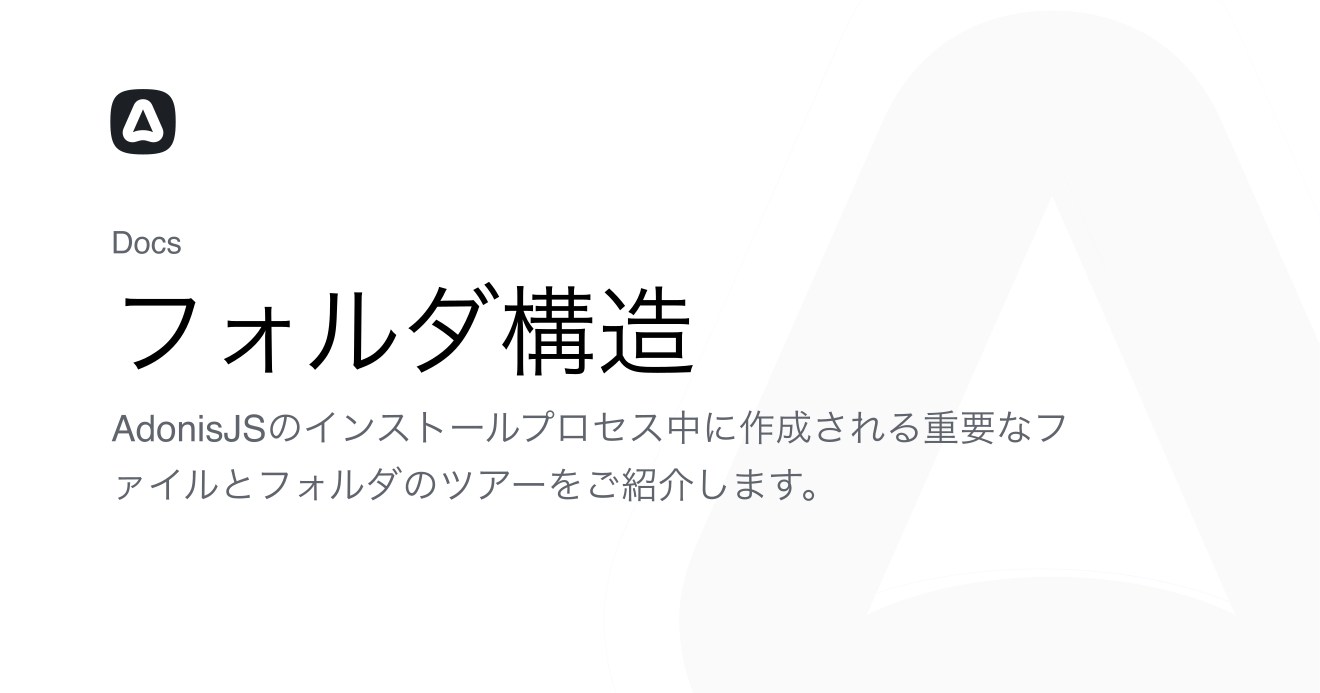 Docs
フォルダ構造
AdonisJSのインストールプロセス中に作成される重要なフ
ァイルとフォルダのツアーをご紹介します。